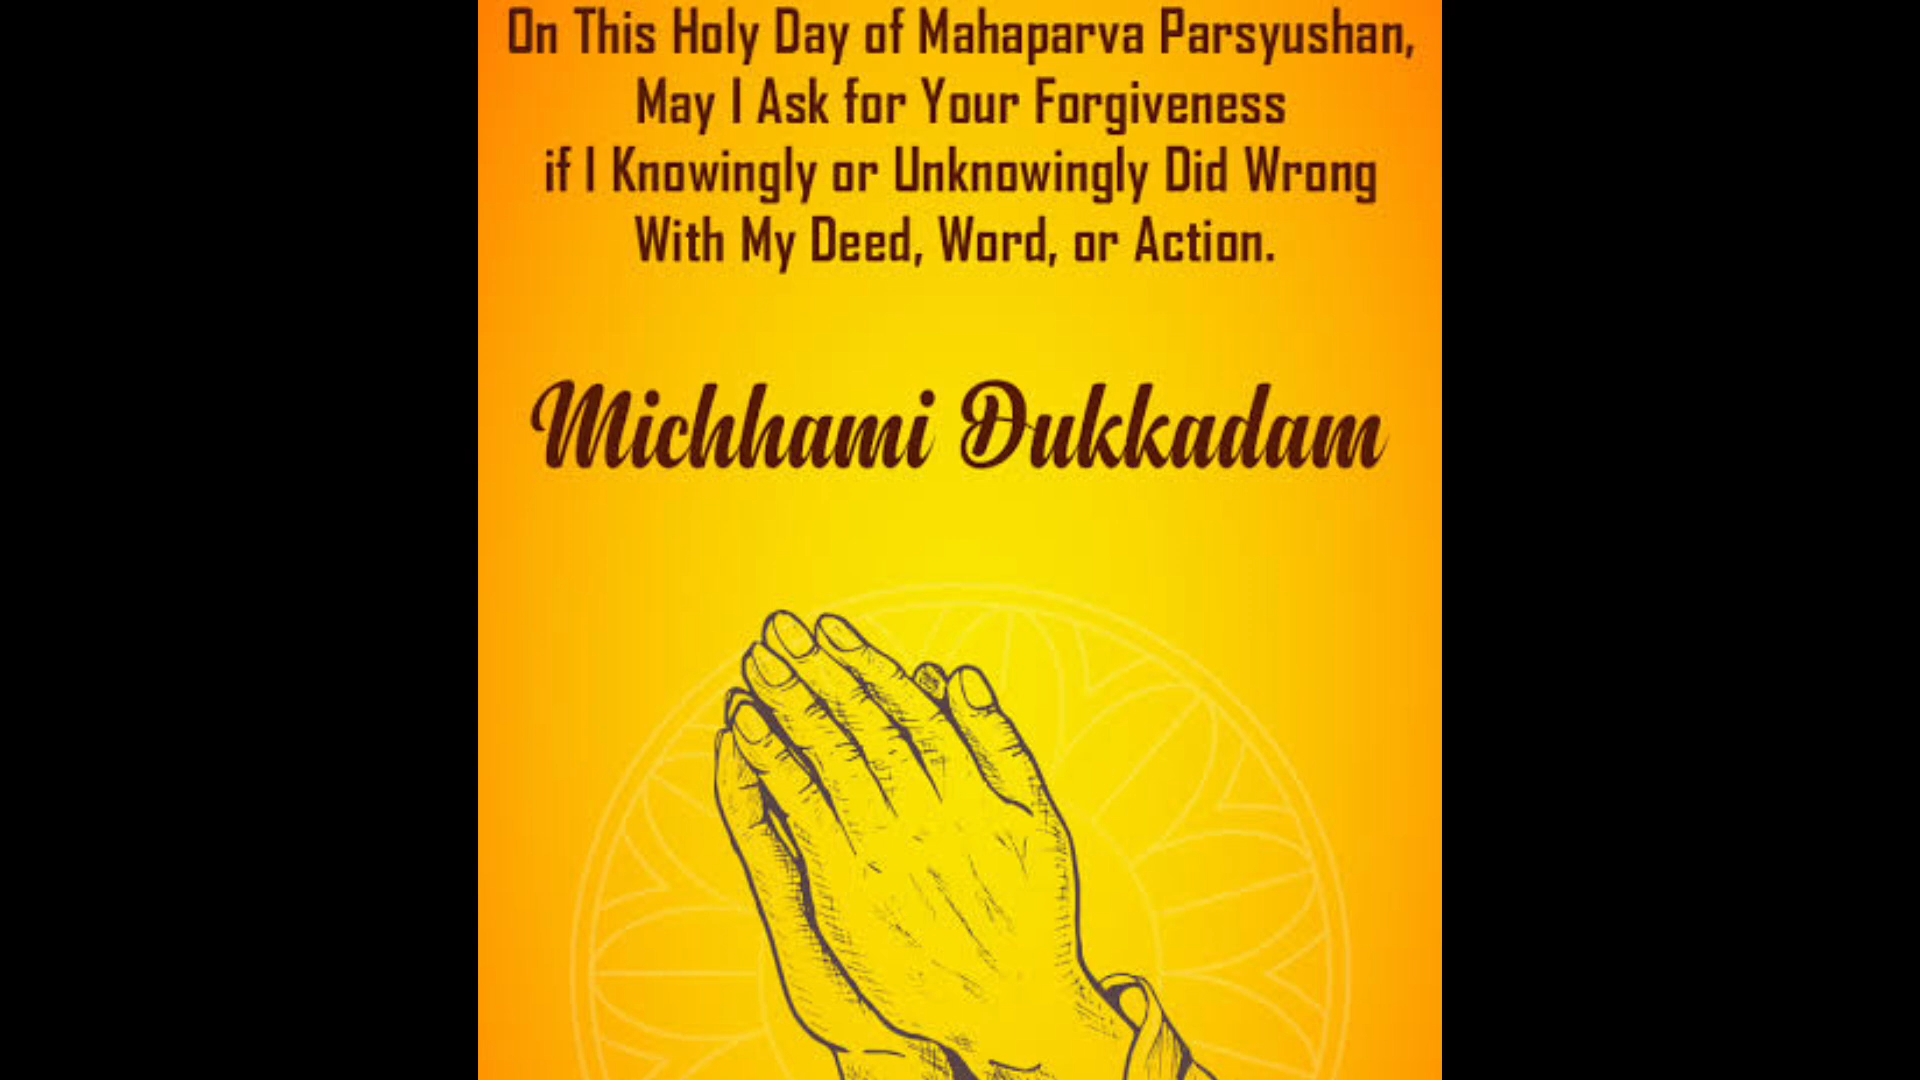 On This Holy Day of Mahaparva Parsyushan,
May I Ask for Your Forgiveness
if I Knowingly or Unknowingly Did Wrong
With My Deed, Word, or Action.
Michhami Dukkadam